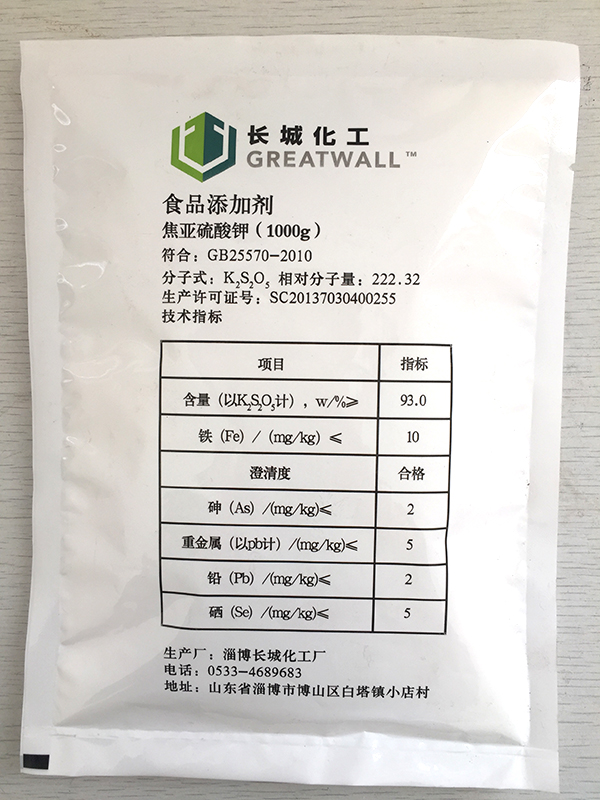 长城化工
GREATWALL™
食品添加剂
焦亚硫酸钾（1000g）
符合：GB25570-2010
分子式：K₂S₂O₅ 相对分子量：222.32
生产许可证号：SC20137030400255
技术指标
项目 指标
含量（以K₂S₂O₅计），w/%≥ 93.0
铁（Fe）/（mg/kg）≤ 10
澄清度 合格
砷（As）/(mg/kg)≤ 2
重金属（以pb计）/(mg/kg)≤ 5
铅（Pb）/(mg/kg)≤ 2
硒（Se）/(mg/kg)≤ 5
生产厂：淄博长城化工厂
电话：0533-4689683
地址：山东省淄博市博山区白塔镇小店村